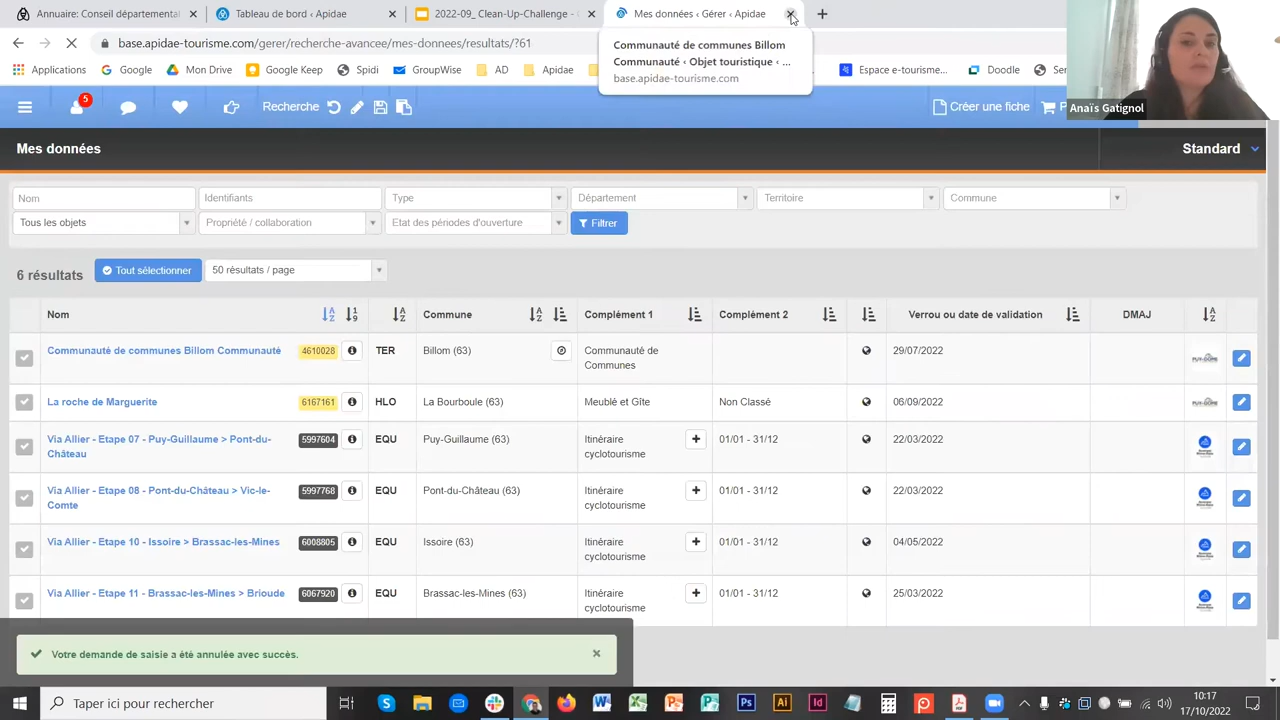 Annuaire: Conseil départemental
Tableau de bord ‹ Apidae
2022-09_ Clean-Up-Challenge -
Mes données ‹ Gérer ‹ Apidae
base.apidae-tourisme.com/gerer/recherche-avancee/mes-donnees/resultats/?61
Communauté de communes Billom
Communauté ‹ Objet touristique ‹ ...
base.apidae-tourisme.com
Applications
Google
Mon Drive
Google Keep
Spidi
GroupWise
AD
Apidae
Espace e-tourisme...
Doodle
Anaïs Gatignol
5
Recherche
Créer une fiche
Mes données
Standard
Nom
Identifiants
Type
Département
Territoire
Commune
Tous les objets
Propriété / collaboration
Etat des périodes d'ouverture
Filtrer
6 résultats
Tout sélectionner
50 résultats / page
Nom
Commune
Complément 1
Complément 2
Verrou ou date de validation
DMAJ
Communauté de communes Billom Communauté
4610028
TER
Billom (63)
Communauté de
Communes
29/07/2022
La roche de Marguerite
6167161
HLO
La Bourboule (63)
Meublé et Gîte
Non Classé
06/09/2022
Via Allier - Etape 07 - Puy-Guillaume > Pont-du-
Château
5997604
EQU
Puy-Guillaume (63)
Itinéraire
cyclotourisme
01/01 - 31/12
22/03/2022
Via Allier - Etape 08 - Pont-du-Château > Vic-le-
Comte
5997768
EQU
Pont-du-Château (63)
Itinéraire
cyclotourisme
01/01 - 31/12
22/03/2022
Via Allier - Etape 10 - Issoire > Brassac-les-Mines
6008805
EQU
Issoire (63)
Itinéraire
cyclotourisme
01/01 - 31/12
04/05/2022
Via Allier - Etape 11 - Brassac-les-Mines > Brioude
6067920
EQU
Brassac-les-Mines (63)
Itinéraire
cyclotourisme
01/01 - 31/12
25/03/2022
Votre demande de saisie a été annulée avec succès.
Taper ici pour rechercher
10:17
17/10/2022